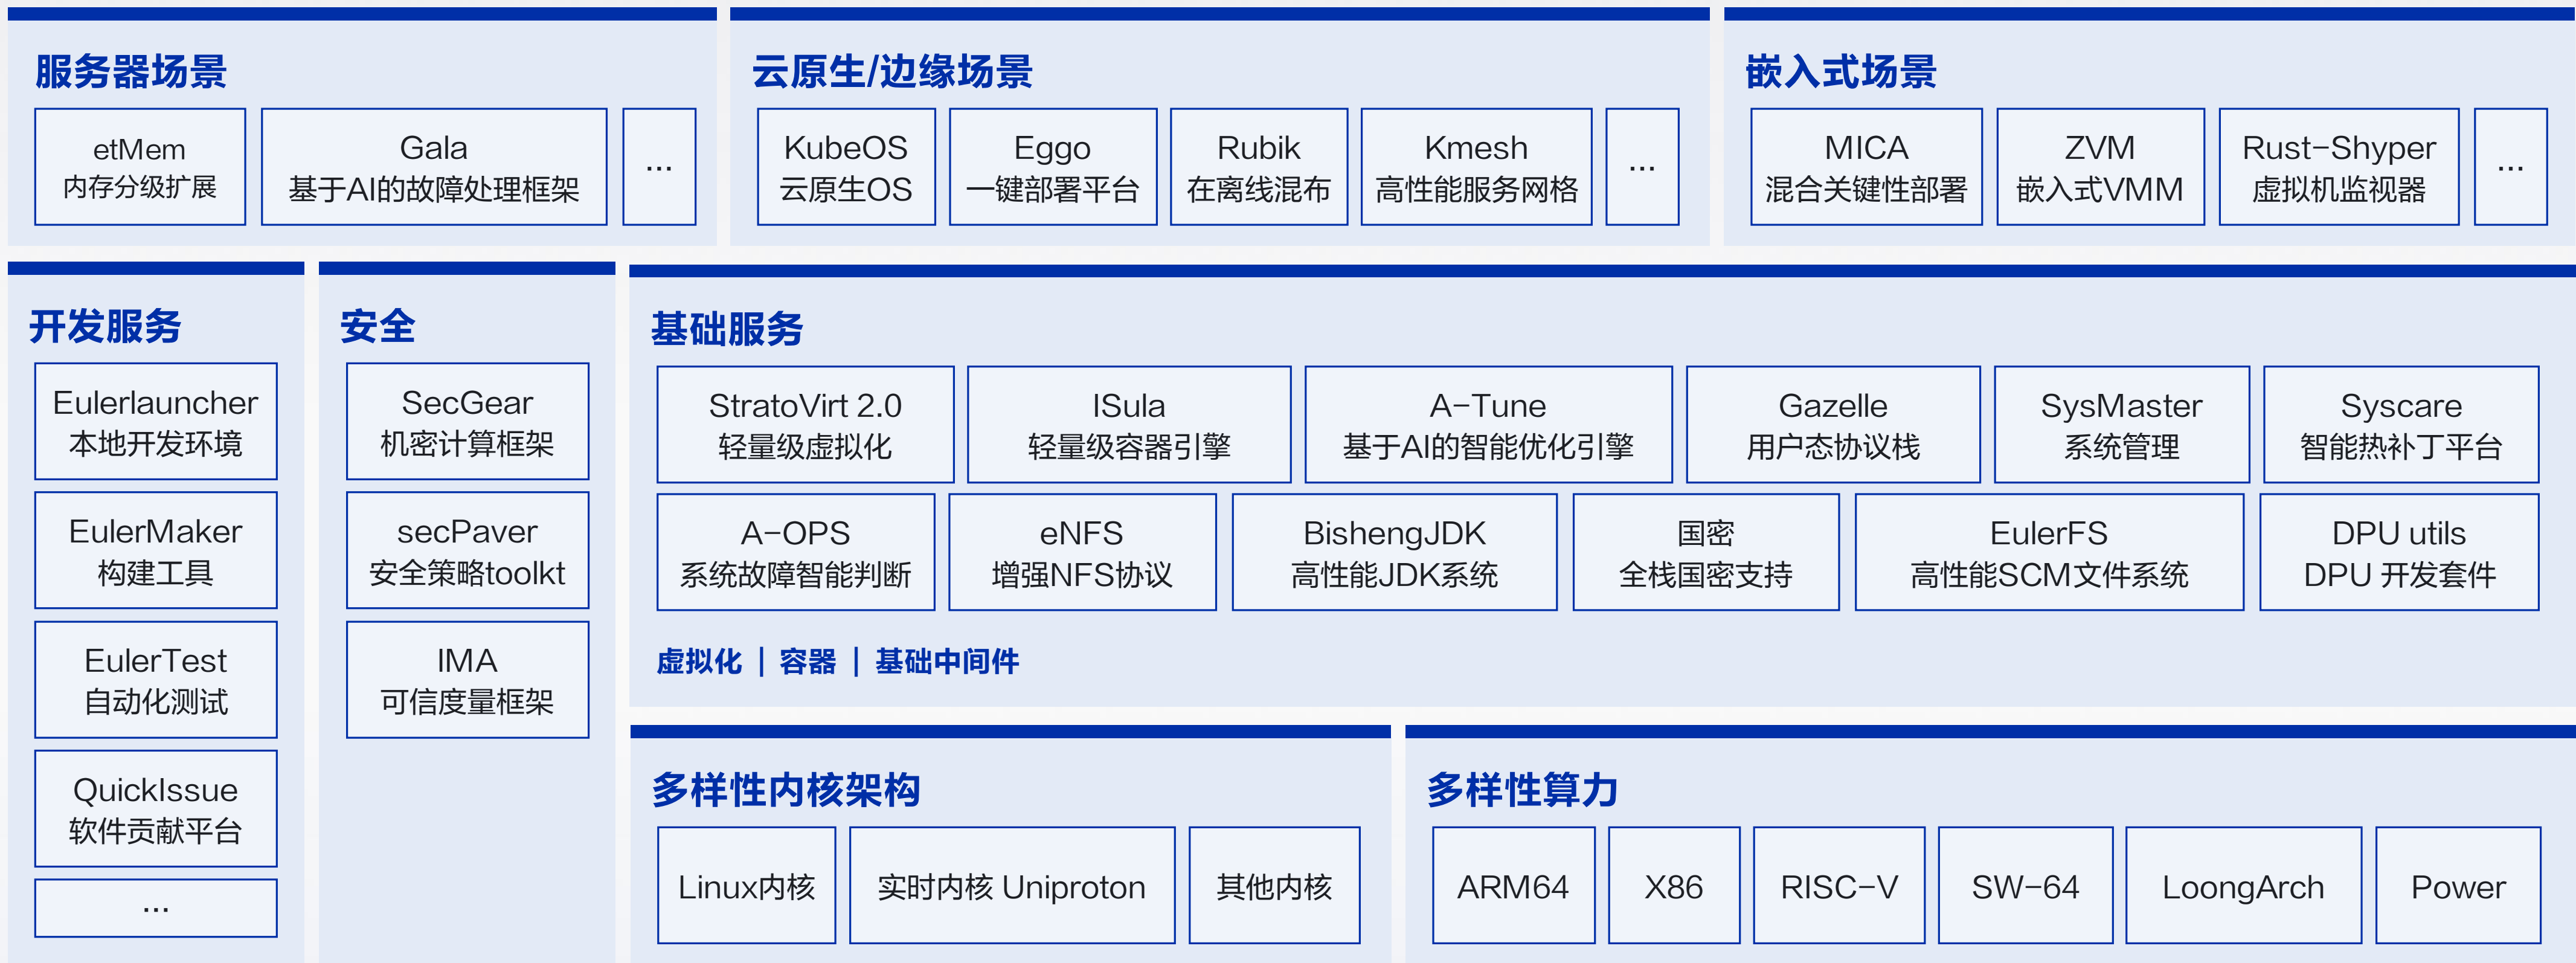 服务器场景
etMem
内存分级扩展
Gala
基于AI的故障处理框架
...
云原生/边缘场景
KubeOS
云原生OS
Eggo
一键部署平台
Rubik
在离线混布
Kmesh
高性能服务网格
...
嵌入式场景
MICA
混合关键性部署
ZVM
嵌入式VMM
Rust-Shyper
虚拟机监视器
...
开发服务
Eulerlauncher
本地开发环境
EulerMaker
构建工具
EulerTest
自动化测试
QuickIssue
软件贡献平台
...
安全
SecGear
机密计算框架
secPaver
安全策略toolkt
IMA
可信度量框架
基础服务
StratoVirt 2.0
轻量级虚拟化
ISula
轻量级容器引擎
A-Tune
基于AI的智能优化引擎
Gazelle
用户态协议栈
SysMaster
系统管理
Syscare
智能热补丁平台
A-OPS
系统故障智能判断
eNFS
增强NFS协议
BishengJDK
高性能JDK系统
国密
全栈国密支持
EulerFS
高性能SCM文件系统
DPU utils
DPU 开发套件
虚拟化 | 容器 | 基础中间件
多样性内核架构
Linux内核
实时内核 Uniproton
其他内核
多样性算力
ARM64
X86
RISC-V
SW-64
LoongArch
Power